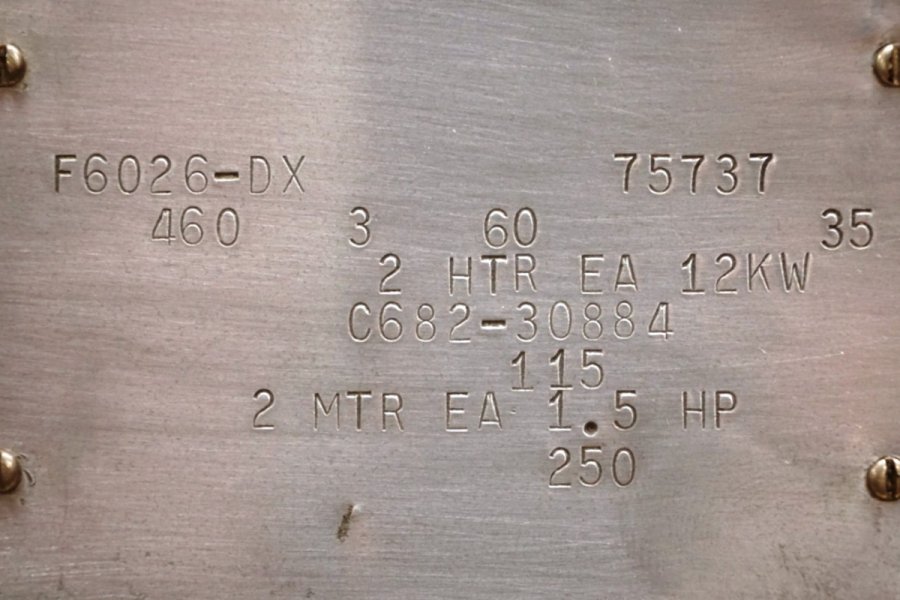 F6026-DX 75737
460 3 60 35
2 HTR EA 12KW
C682-30884
115
2 MTR EA 1.5 HP
250